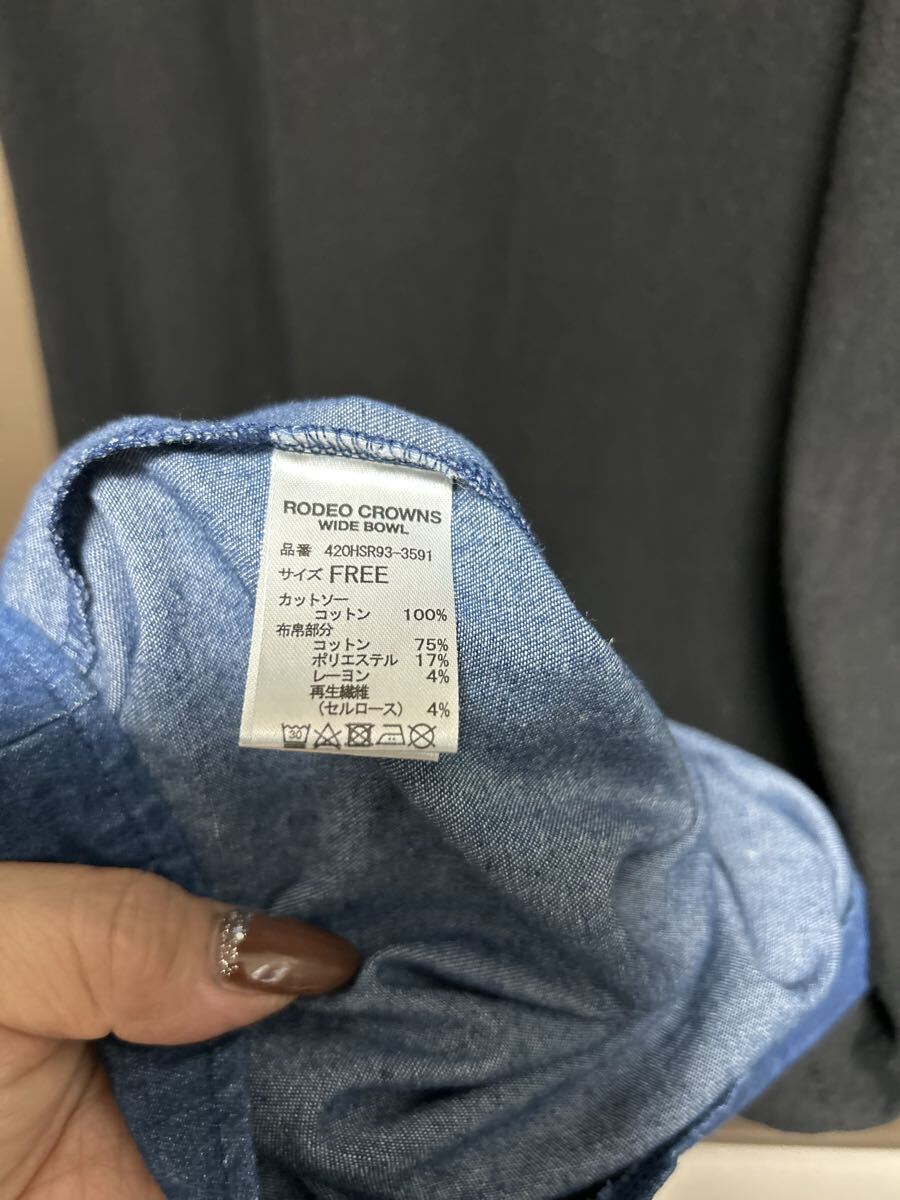 RODEO CROWNS
WIDE BOWL
品番 420HSR93-3591
サイズ FREE
カットソー
コットン 100%
布帛部分
コットン 75%
ポリエステル 17%
レーヨン 4%
再生繊維
(セルロース) 4%
30